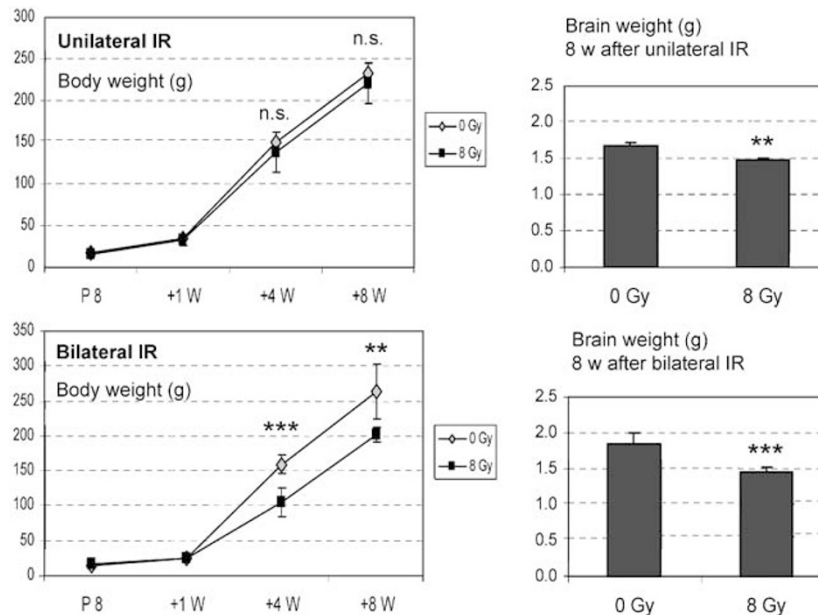 Unilateral IR
Body weight (g)
300
250
200
150
100
50
0
n.s.
n.s.
P 8
+1 W
+4 W
+8 W
0 Gy
8 Gy
Brain weight (g)
8 w after unilateral IR
2.5
2.0
1.5
1.0
0.5
0.0
**
0 Gy
8 Gy
Bilateral IR
Body weight (g)
350
300
250
200
150
100
50
0
***
**
P 8
+1 W
+4 W
+8 W
0 Gy
8 Gy
Brain weight (g)
8 w after bilateral IR
2.5
2.0
1.5
1.0
0.5
0.0
***
0 Gy
8 Gy